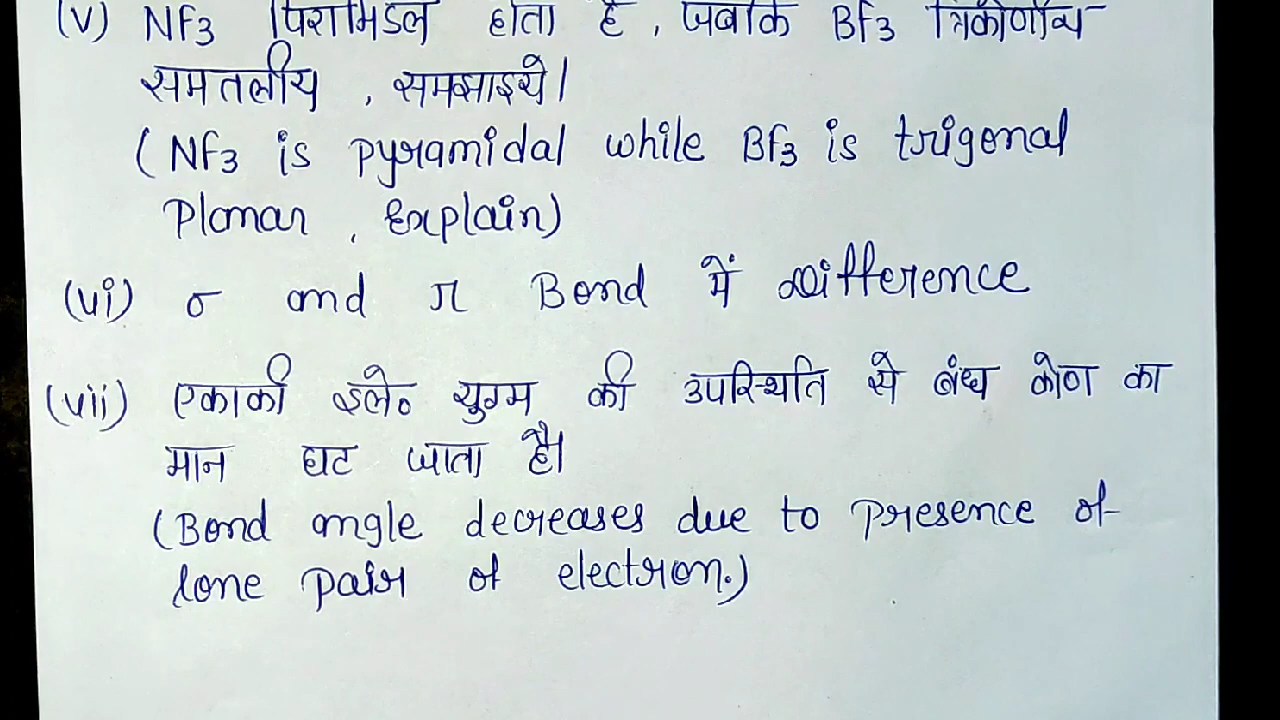 (v) NF3 पिरामिडल होता है, जबकि BF3 त्रिकोणीय
समतलीय, समझाइये।
(NF3 is pyramidal while BF3 is trigonal
Planar, Explain)
(vi) σ and π Bond में Difference
(vii) एकाकी इले० युग्म की उपस्थिति से बंध कोण का
मान घट जाता है।
(Bond angle decreases due to presence of
lone pair of electron.)